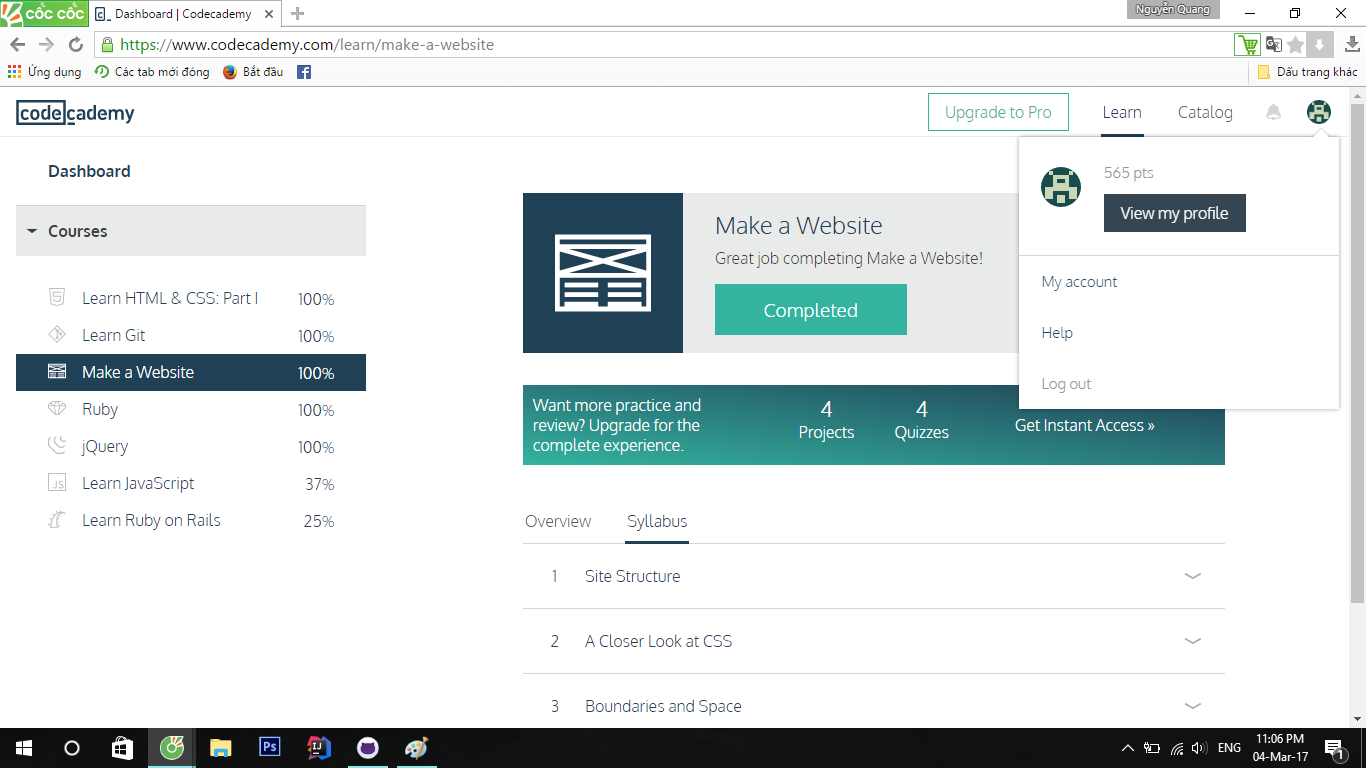 CỐC CỐC
Dashboard | Codecademy
Nguyễn Quang
https://www.codecademy.com/learn/make-a-website
Ứng dụng
Các tab mới đóng
Bắt đầu
Dấu trang khác
codecademy
Upgrade to Pro
Learn
Catalog
565 pts
View my profile
My account
Help
Log out
Dashboard
Courses
Learn HTML & CSS: Part I 100%
Learn Git 100%
Make a Website 100%
Ruby 100%
jQuery 100%
Learn JavaScript 37%
Learn Ruby on Rails 25%
Make a Website
Great job completing Make a Website!
Completed
Want more practice and
review? Upgrade for the
complete experience.
4
Projects
4
Quizzes
Get Instant Access »
Overview
Syllabus
1 Site Structure
2 A Closer Look at CSS
3 Boundaries and Space
Ps
IJ
ENG
11:06 PM
04-Mar-17
1